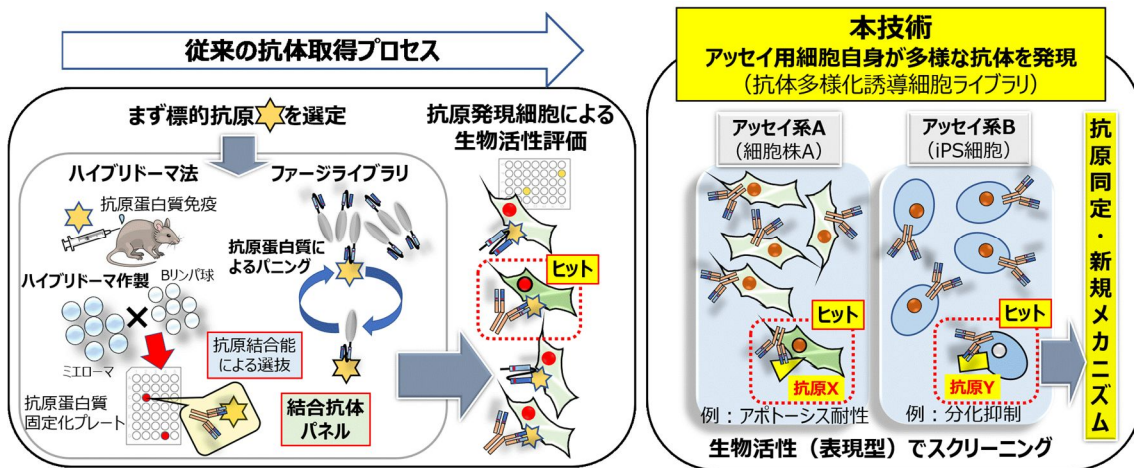 従来の抗体取得プロセス
まず標的抗原を選定
ハイブリドーマ法
抗原蛋白質免疫
ハイブリドーマ作製
Bリンパ球
ミエローマ
抗原蛋白質
固定化プレート
抗原結合能
による選抜
ファージライブラリ
抗原蛋白質に
よるパニング
結合抗体
パネル
抗原発現細胞による
生物活性評価
ヒット
本技術
アッセイ用細胞自身が多様な抗体を発現
（抗体多様化誘導細胞ライブラリ）
アッセイ系A
（細胞株A）
ヒット
抗原X
例：アポトーシス耐性
アッセイ系B
（iPS細胞）
ヒット
抗原Y
例：分化抑制
生物活性（表現型）でスクリーニング
抗原同定・新規メカニズム